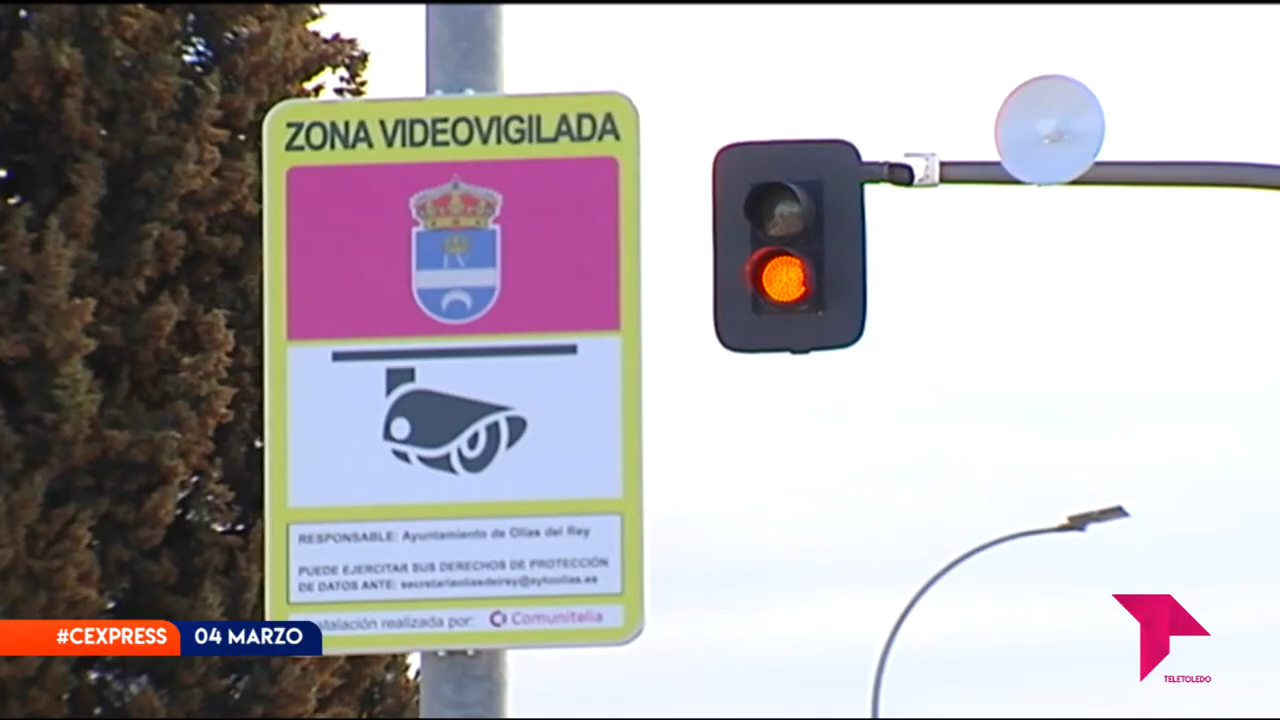 ZONA VIDEOVIGILADA
RESPONSABLE: Ayuntamiento de Olías del Rey
PUEDE EJERCITAR SUS DERECHOS DE PROTECCIÓN
DE DATOS ANTE: secretariaoliasdelrey@aytoolias.es
stalación realizada por: Comunitelia
#CEXPRESS 04 MARZO
TELETOLEDO